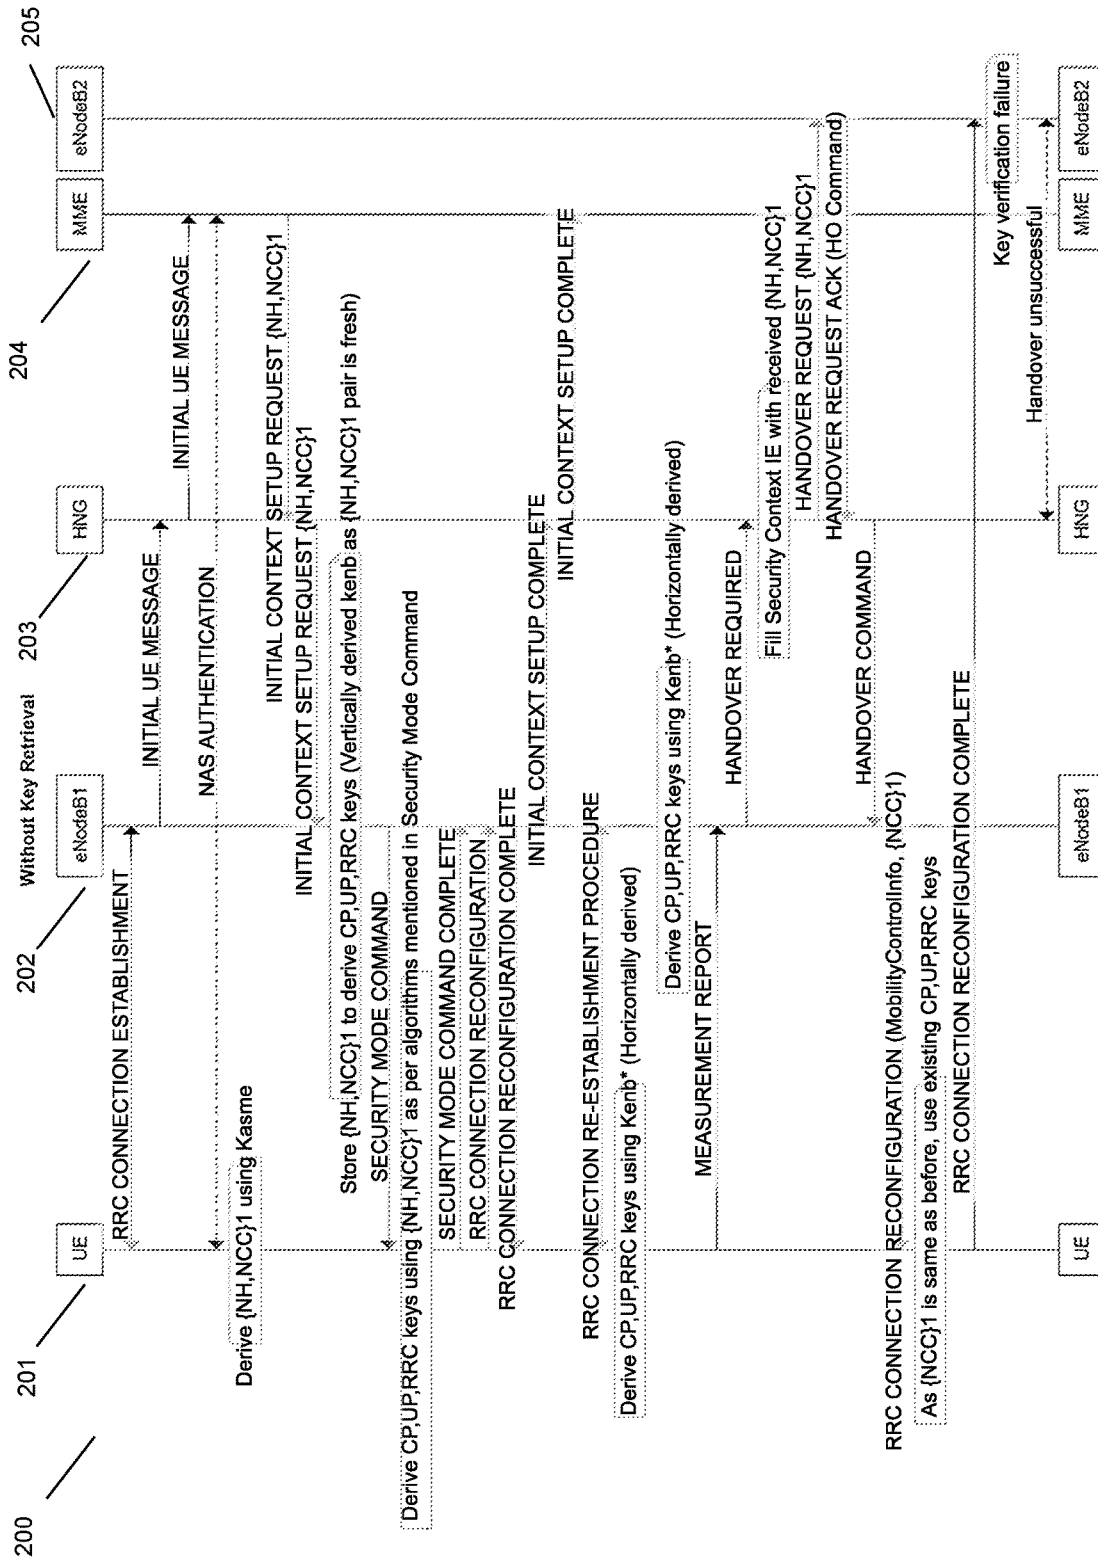 200
201
202
203
204
205
Without Key Retrieval
UE
eNodeB1
HNG
MME
eNodeB2
RRC CONNECTION ESTABLISHMENT
INITIAL UE MESSAGE
INITIAL UE MESSAGE
NAS AUTHENTICATION
Derive {NH,NCC}1 using Kasme
INITIAL CONTEXT SETUP REQUEST {NH,NCC}1
INITIAL CONTEXT SETUP REQUEST {NH,NCC}1
Store {NH,NCC}1 to derive CP,UP,RRC keys (Vertically derived kenb as {NH,NCC}1 pair is fresh)
SECURITY MODE COMMAND
Derive CP,UP,RRC keys using {NH,NCC}1 as per algorithms mentioned in Security Mode Command
SECURITY MODE COMMAND COMPLETE
RRC CONNECTION RECONFIGURATION
RRC CONNECTION RECONFIGURATION COMPLETE
INITIAL CONTEXT SETUP COMPLETE
INITIAL CONTEXT SETUP COMPLETE
RRC CONNECTION RE-ESTABLISHMENT PROCEDURE
Derive CP,UP,RRC keys using Kenb* (Horizontally derived)
Derive CP,UP,RRC keys using Kenb* (Horizontally derived)
MEASUREMENT REPORT
HANDOVER REQUIRED
Fill Security Context IE with received {NH,NCC}1
HANDOVER REQUEST {NH,NCC}1
HANDOVER REQUEST ACK (HO Command)
HANDOVER COMMAND
RRC CONNECTION RECONFIGURATION (MobilityControlInfo, {NCC}1)
As {NCC}1 is same as before, use existing CP,UP,RRC keys
RRC CONNECTION RECONFIGURATION COMPLETE
Key verification failure
Handover unsuccessful
UE
eNodeB1
HNG
MME
eNodeB2